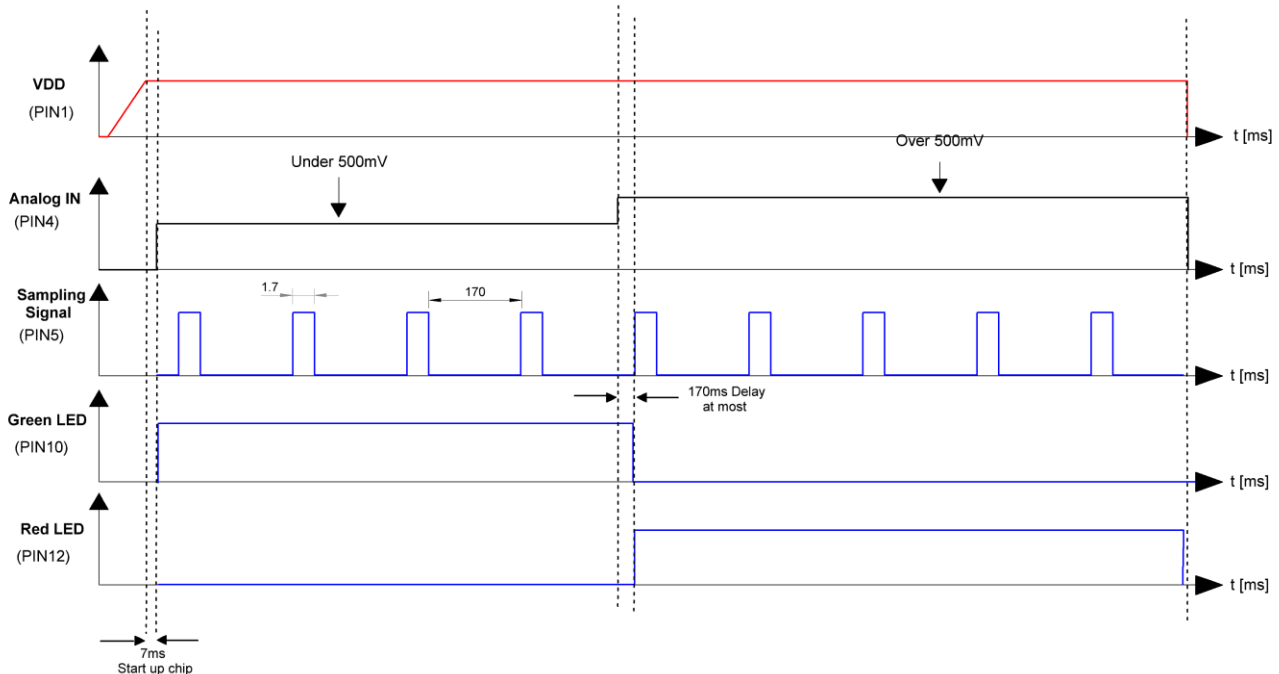 VDD
(PIN1)
t [ms]
Under 500mV
Over 500mV
Analog IN
(PIN4)
t [ms]
Sampling
Signal
(PIN5)
1.7
170
t [ms]
170ms Delay
at most
Green LED
(PIN10)
t [ms]
Red LED
(PIN12)
t [ms]
7ms
Start up chip